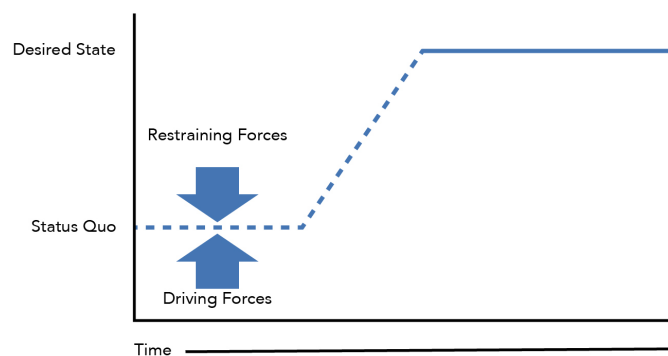 Desired State
Restraining Forces
Status Quo
Driving Forces
Time